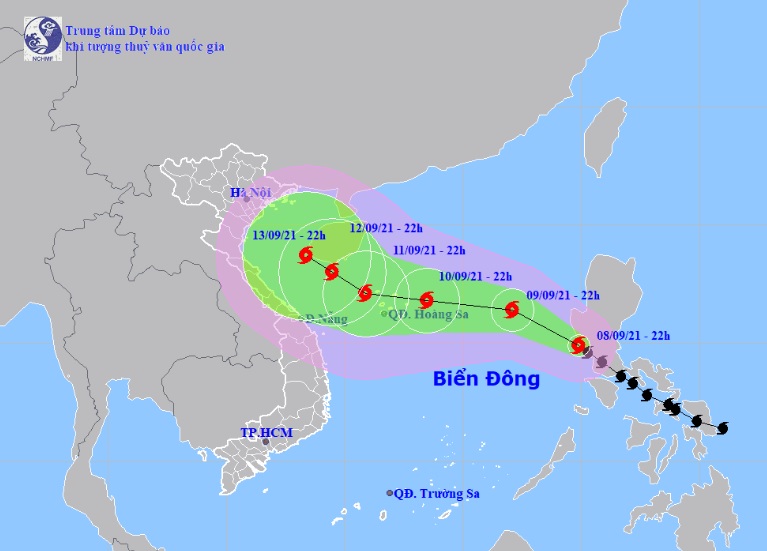 Trung tâm Dự báo
khí tượng thuỷ văn quốc gia
NCHMF
Hà Nội
12/09/21 - 22h
13/09/21 - 22h
11/09/21 - 22h
10/09/21 - 22h
09/09/21 - 22h
08/09/21 - 22h
Đ.Nẵng
QĐ. Hoàng Sa
Biển Đông
TP.HCM
QĐ. Trường Sa